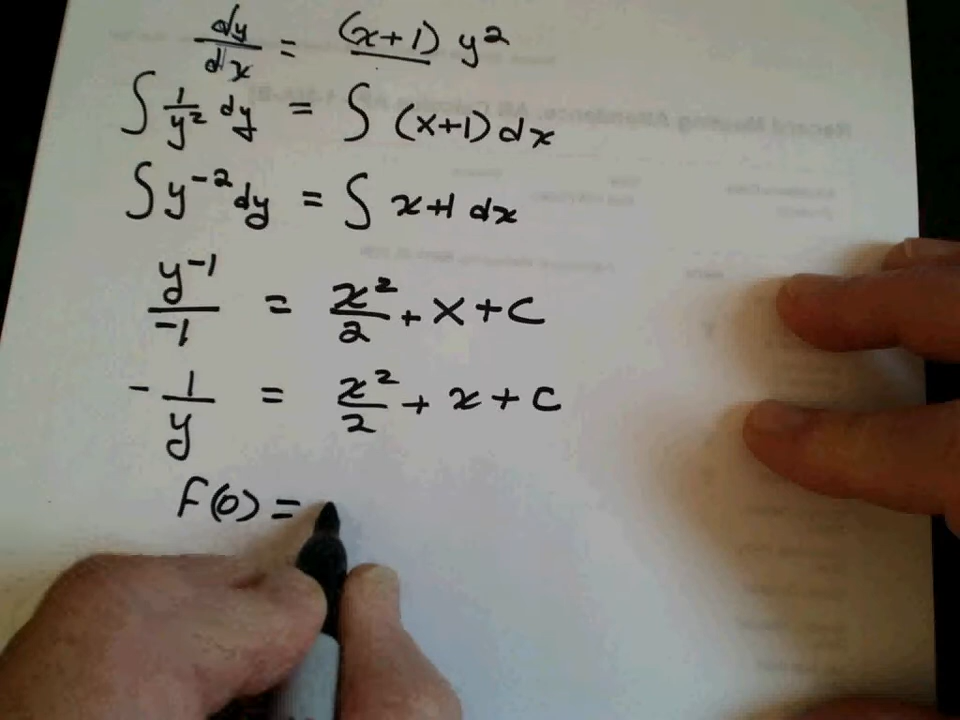 dy/dx = (x+1) y²
∫ 1/y² dy = ∫ (x+1) dx
∫ y⁻² dy = ∫ x+1 dx
y⁻¹/-1 = x²/2 + x + c
- 1/y = x²/2 + x + c
F(0) =